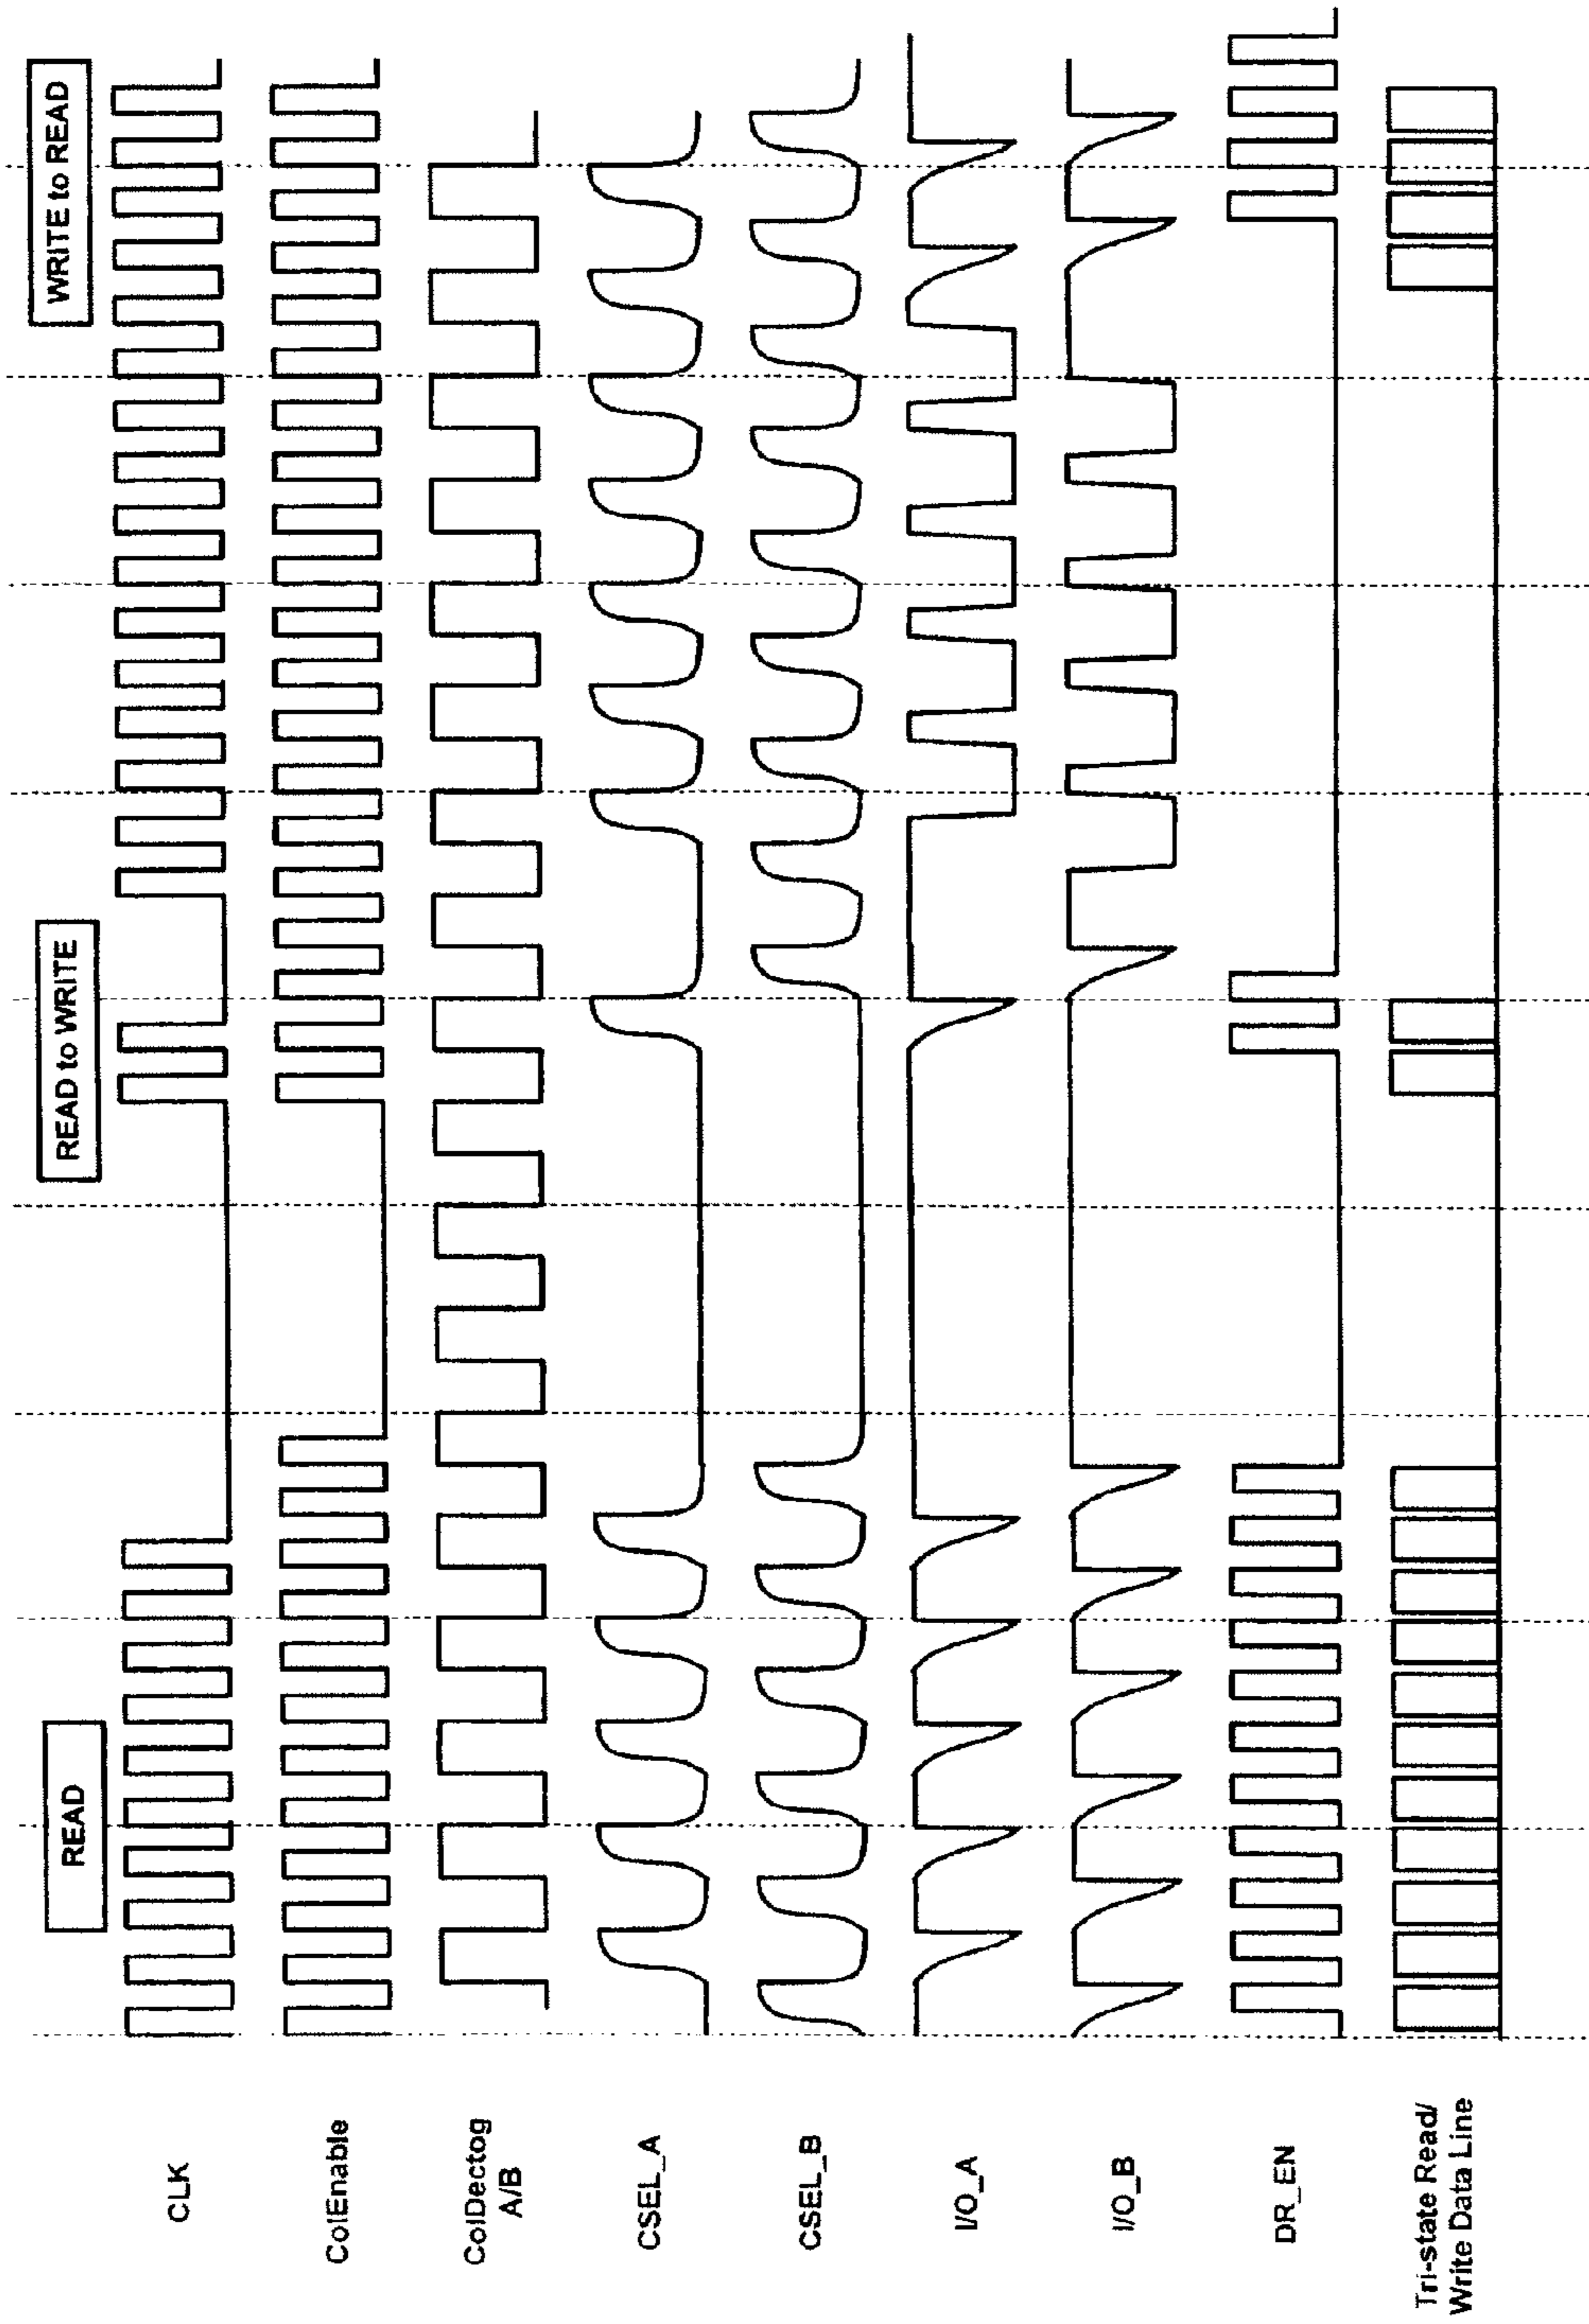 READ
READ to WRITE
WRITE to READ
CLK
ColEnable
ColDectog
A/B
CSEL_A
CSEL_B
I/O_A
I/O_B
DR_EN
Tri-state Read/
Write Data Line